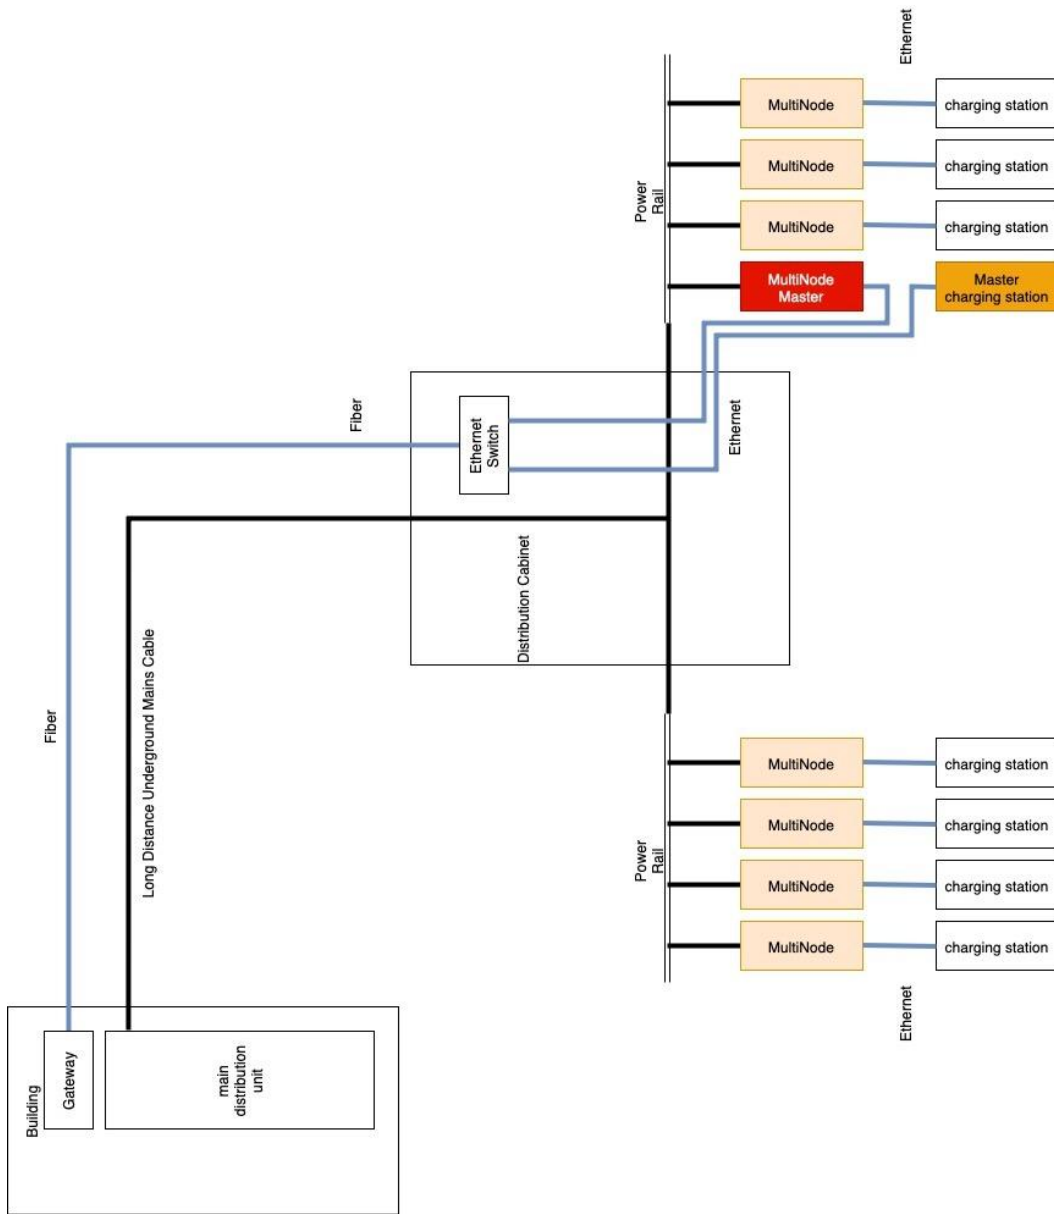 Ethernet
MultiNode
charging station
MultiNode
charging station
Power
Rail
MultiNode
charging station
MultiNode
Master
Master
charging station
Fiber
Ethernet
Switch
Ethernet
Distribution Cabinet
Long Distance Underground Mains Cable
Fiber
MultiNode
charging station
MultiNode
charging station
Power
Rail
MultiNode
charging station
MultiNode
charging station
Ethernet
Building
Gateway
main
distribution
unit